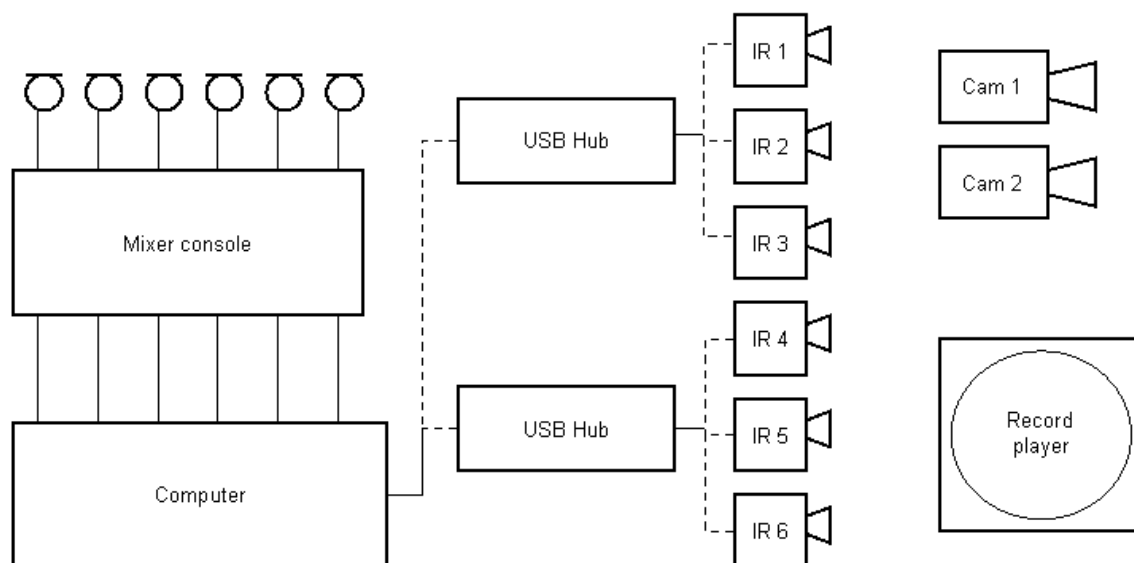 IR 1
Cam 1
USB Hub
IR 2
Cam 2
Mixer console
IR 3
IR 4
USB Hub
IR 5
Record
player
Computer
IR 6